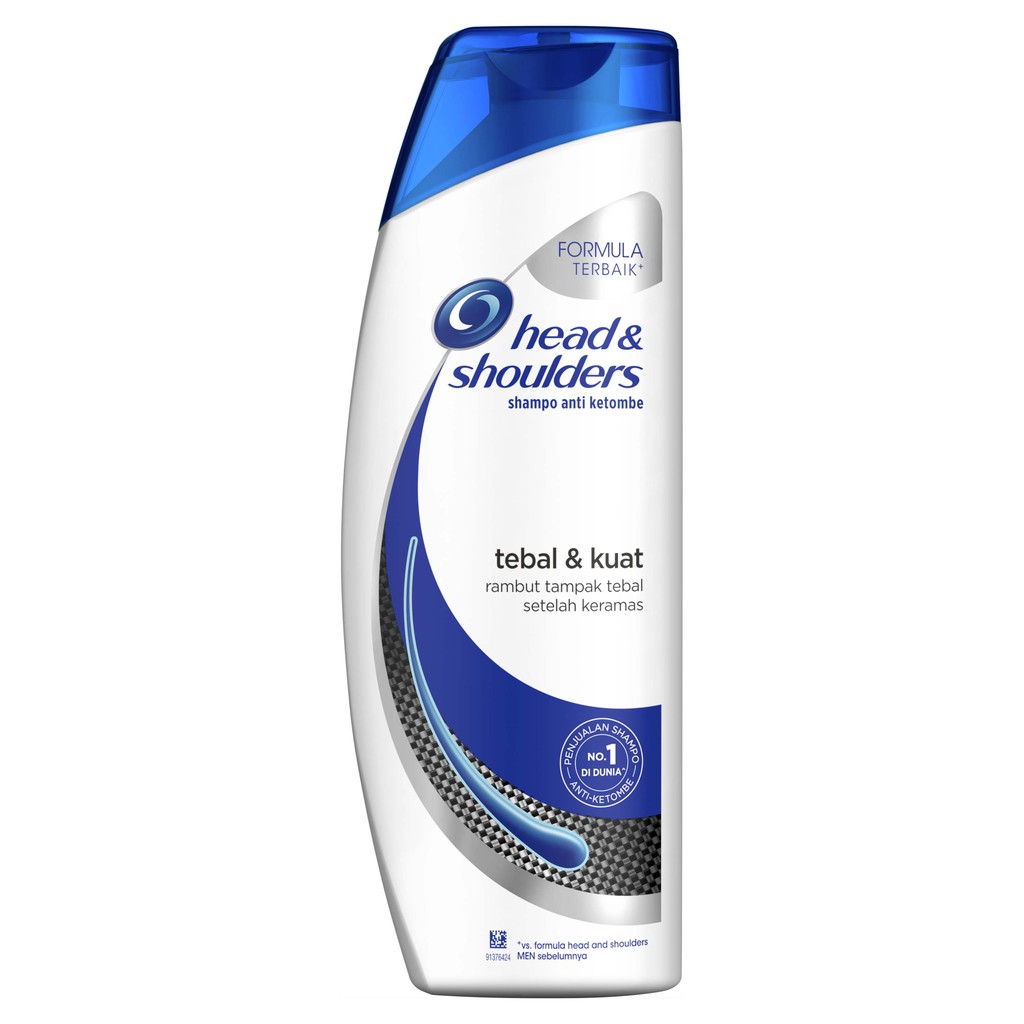 FORMULA
TERBAIK+
head &
shoulders
shampo anti ketombe
tebal & kuat
rambut tampak tebal
setelah keramas
PENJUALAN SHAMPO
NO.1
DI DUNIA*
ANTI-KETOMBE
91376424
+vs. formula head and shoulders
MEN sebelumnya